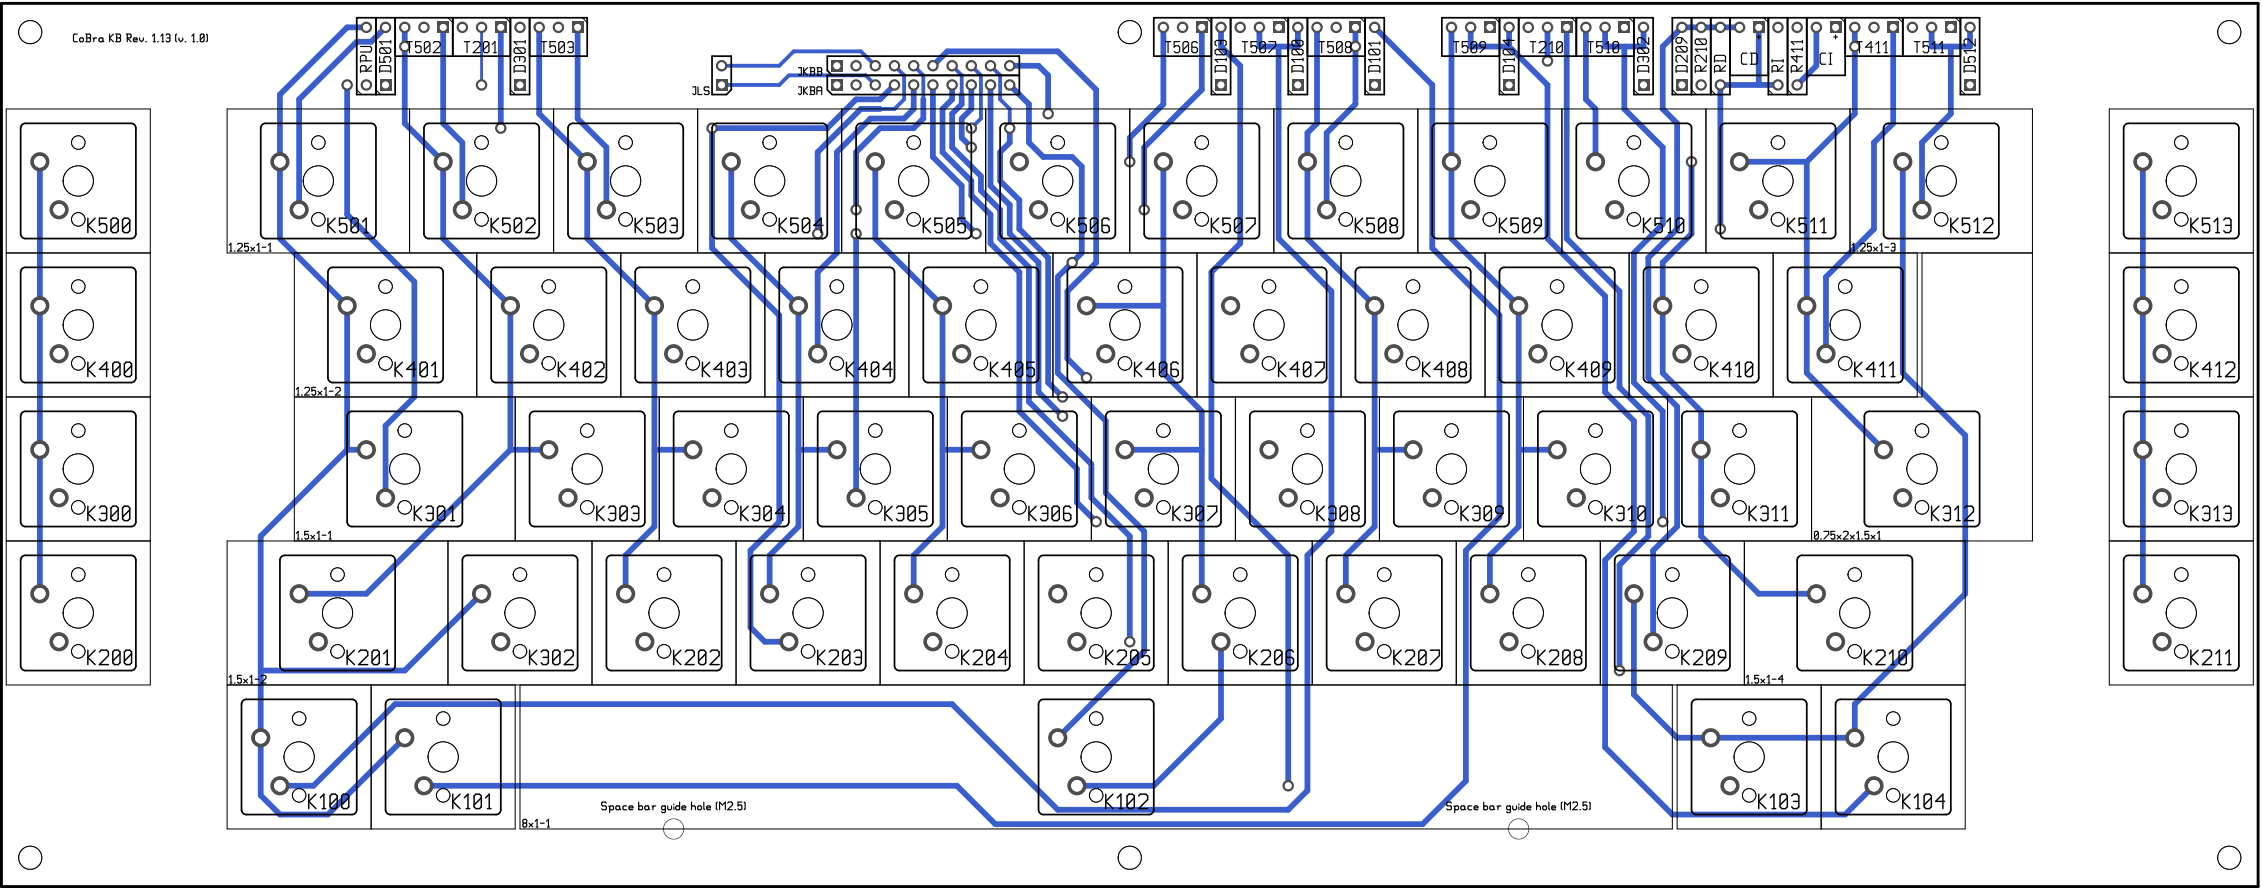 CoBra KB Rev. 1.13 (v. 1.0)
RPU D501 T502 T201 D301 T503
T506 D103 T507 D100 T508 D101
T509 D104 T210 T510 D302 D209 R210 RD CD RI R411 CI T411 T511 D512
JLS JKBB
JKBA
K500 K501 K502 K503 K504 K505 K506 K507 K508 K509 K510 K511 K512 K513
1.25x1-1 1.25x1-3
K400 K401 K402 K403 K404 K405 K406 K407 K408 K409 K410 K411 K412
1.25x1-2
K300 K301 K303 K304 K305 K306 K307 K308 K309 K310 K311 K312 K313
1.5x1-1 0.75x2x1.5x1
K200 K201 K302 K202 K203 K204 K205 K206 K207 K208 K209 K210 K211
1.5x1-2 1.5x1-4
K100 K101 K102 K103 K104
Space bar guide hole (M2.5) Space bar guide hole (M2.5)
8x1-1